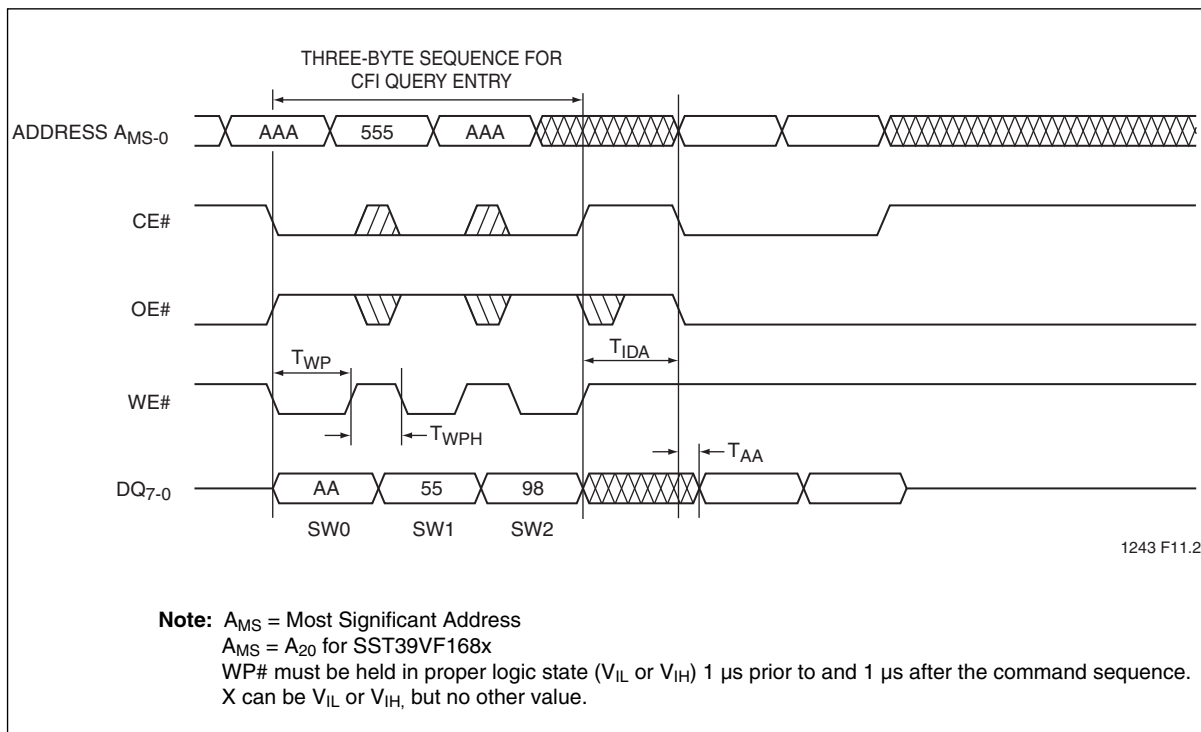 THREE-BYTE SEQUENCE FOR
CFI QUERY ENTRY
ADDRESS AMS-0
AAA
555
AAA
CE#
OE#
TWP
TIDA
WE#
TWPH
TAA
DQ7-0
AA
55
98
SW0
SW1
SW2
1243 F11.2
Note: AMS = Most Significant Address
AMS = A20 for SST39VF168x
WP# must be held in proper logic state (VIL or VIH) 1 µs prior to and 1 µs after the command sequence.
X can be VIL or VIH, but no other value.